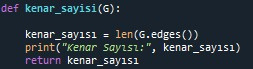 def kenar_sayisi(G):
kenar_sayısı = len(G.edges())
print("Kenar Sayısı:", kenar_sayısı)
return kenar_sayısı